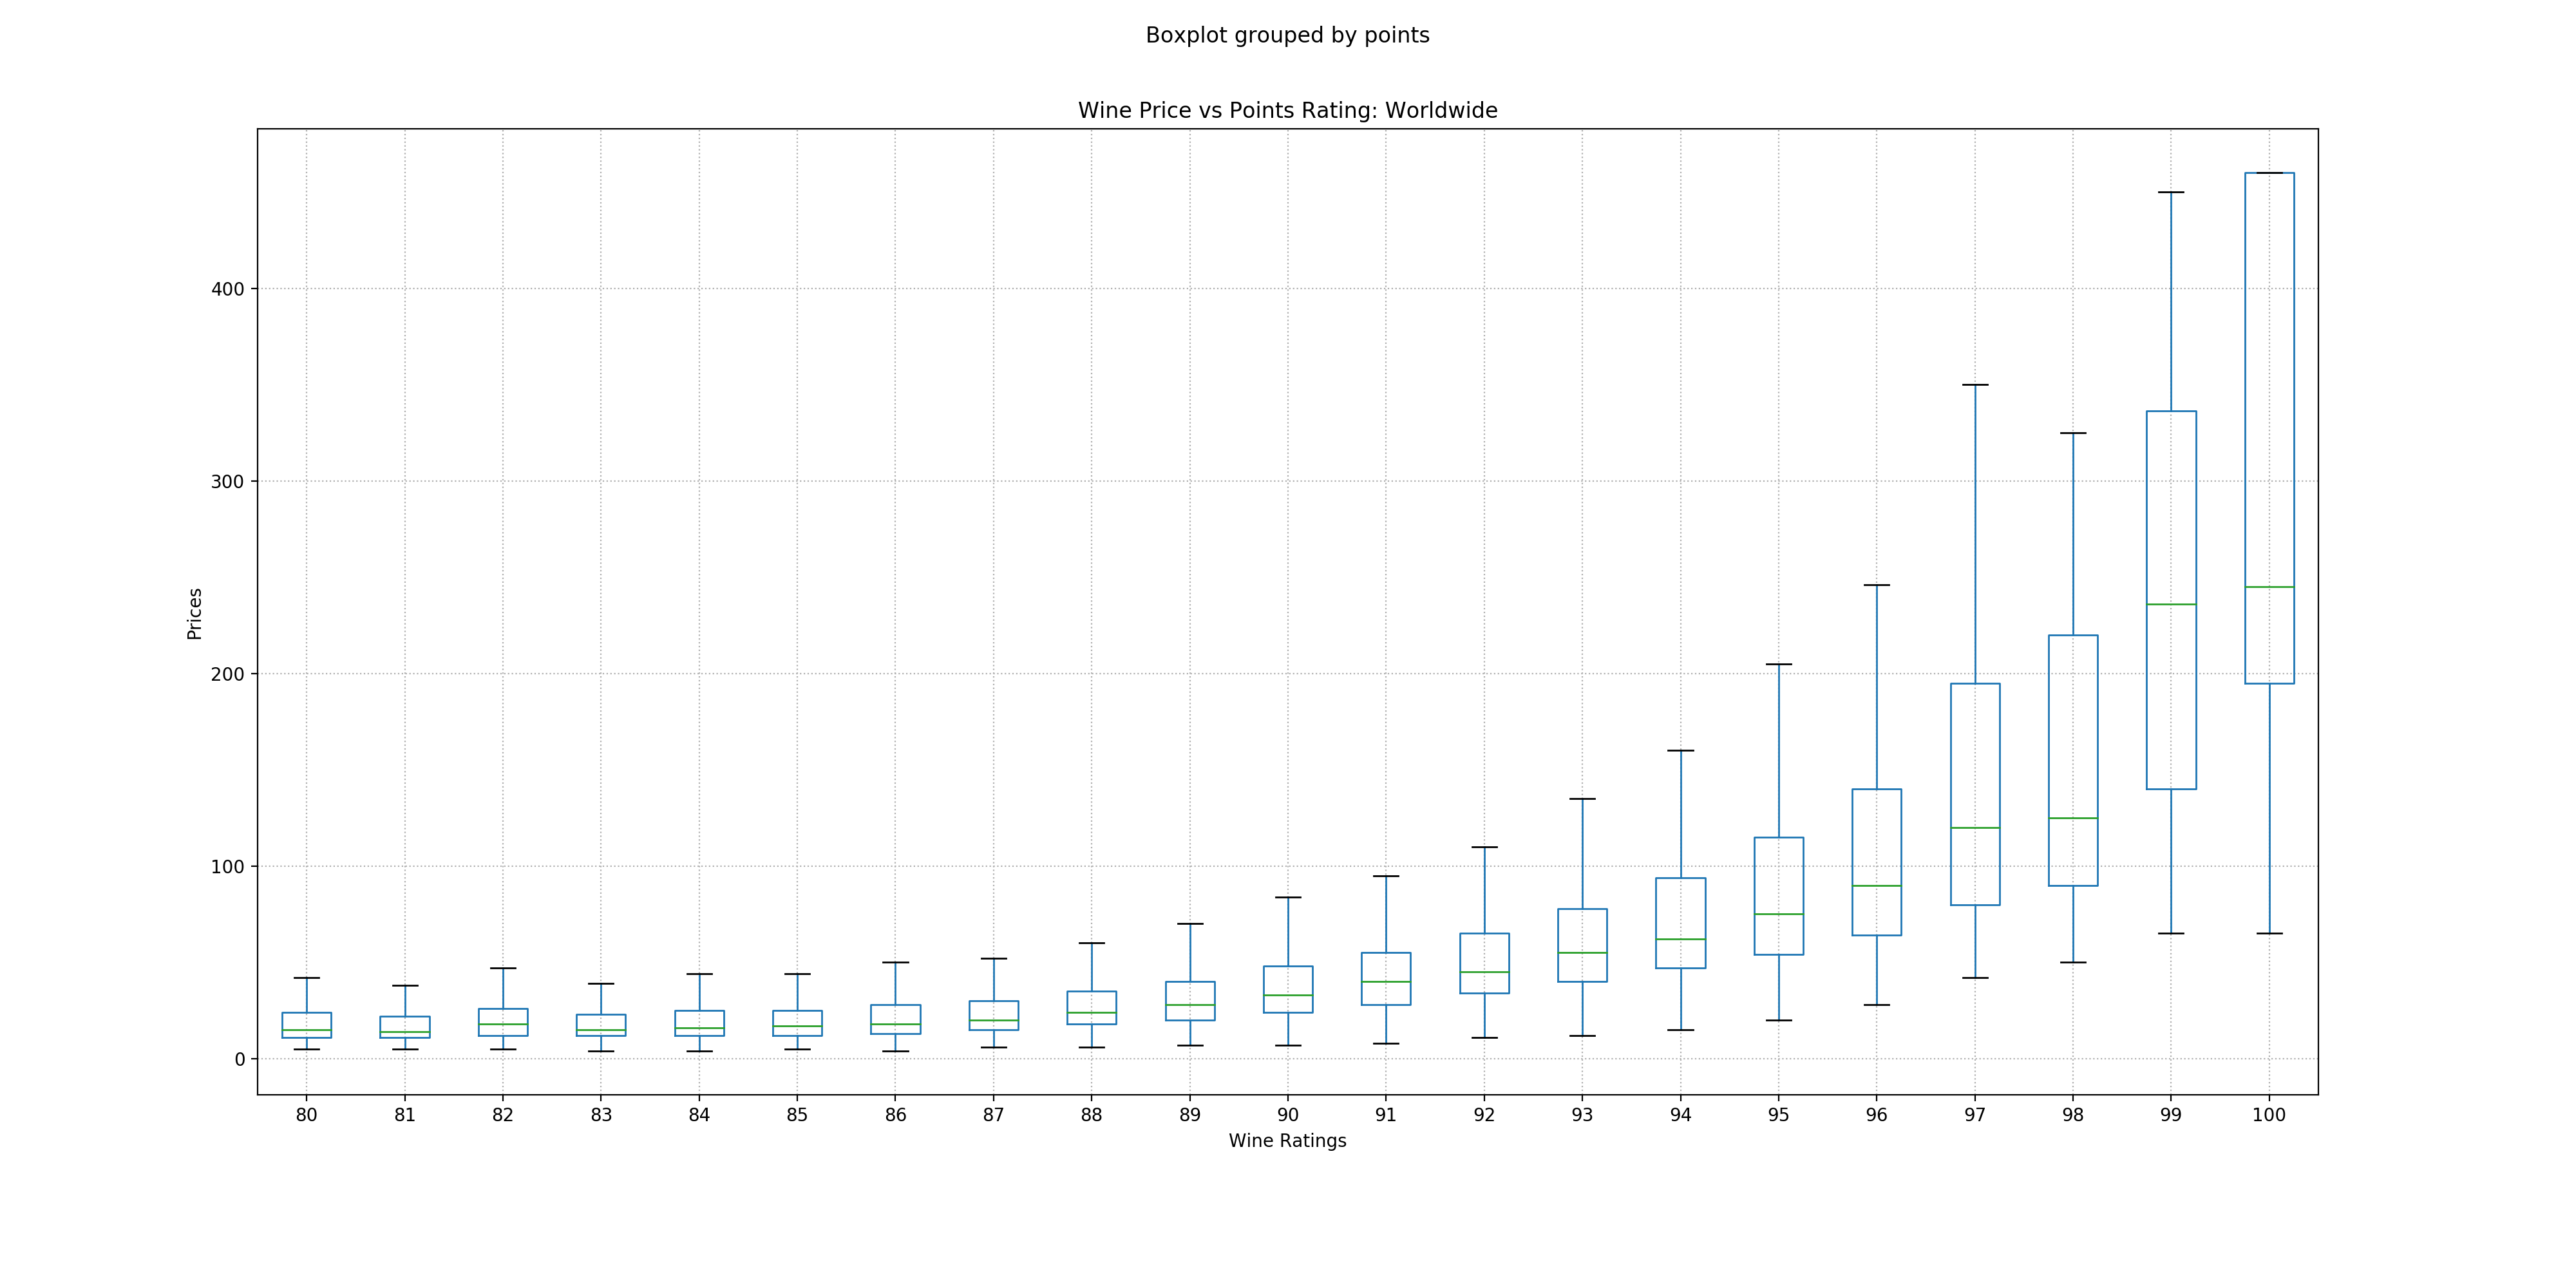 Boxplot grouped by points
Wine Price vs Points Rating: Worldwide
400
300
200
100
0
Prices
80 81 82 83 84 85 86 87 88 89 90 91 92 93 94 95 96 97 98 99 100
Wine Ratings